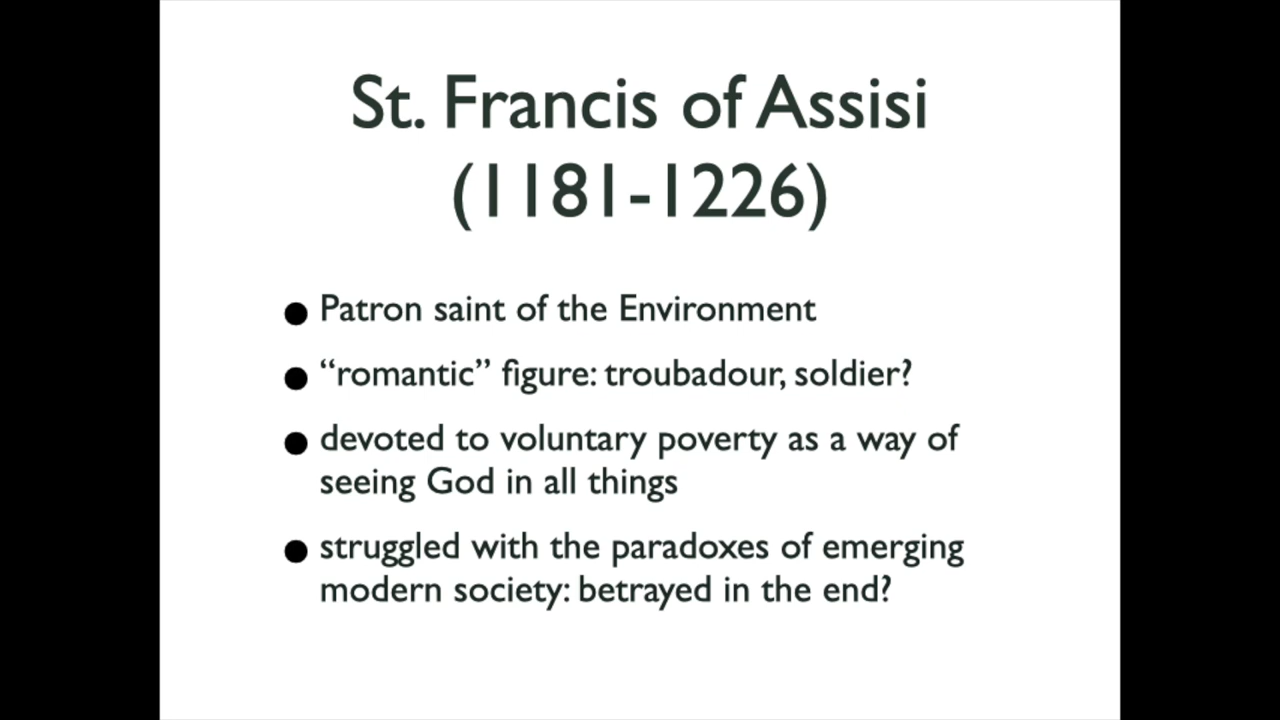 St. Francis of Assisi
(1181-1226)
● Patron saint of the Environment
● “romantic” figure: troubadour, soldier?
● devoted to voluntary poverty as a way of
seeing God in all things
● struggled with the paradoxes of emerging
modern society: betrayed in the end?